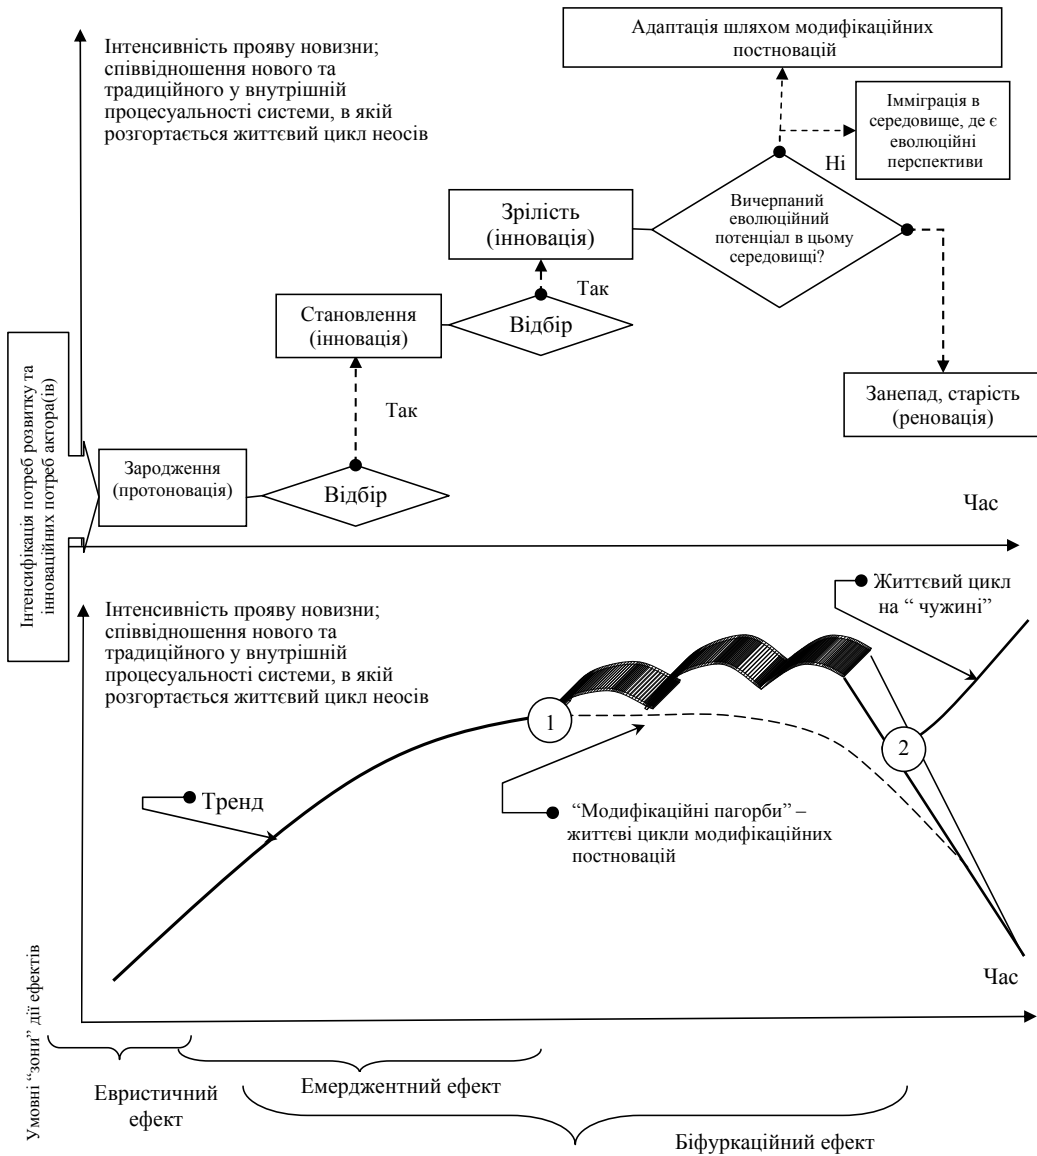 Адаптація шляхом модифікаційних
постновацій
Інтенсивність прояву новизни;
співвідношення нового та
традиційного у внутрішній
процесуальності системи, в якій
розгортається життєвий цикл неосів
Імміграція в
середовище, де є
еволюційні
перспективи
Ні
Зрілість
(інновація)
Вичерпаний
еволюційний
потенціал в цьому
середовищі?
Так
Становлення
(інновація)
Відбір
Занепад, старість
(реновація)
Так
Інтенсифікація потреб розвитку та
інноваційних потреб актора(ів)
Зародження
(протоновація)
Відбір
Час
Життєвий цикл
на “ чужині”
Інтенсивність прояву новизни;
співвідношення нового та
традиційного у внутрішній
процесуальності системи, в якій
розгортається життєвий цикл неосів
1
2
Тренд
“Модифікаційні пагорби” –
життєві цикли модифікаційних
постновацій
Час
Умовні “зони” дії ефектів
Евристичний
ефект
Емерджентний ефект
Біфуркаційний ефект